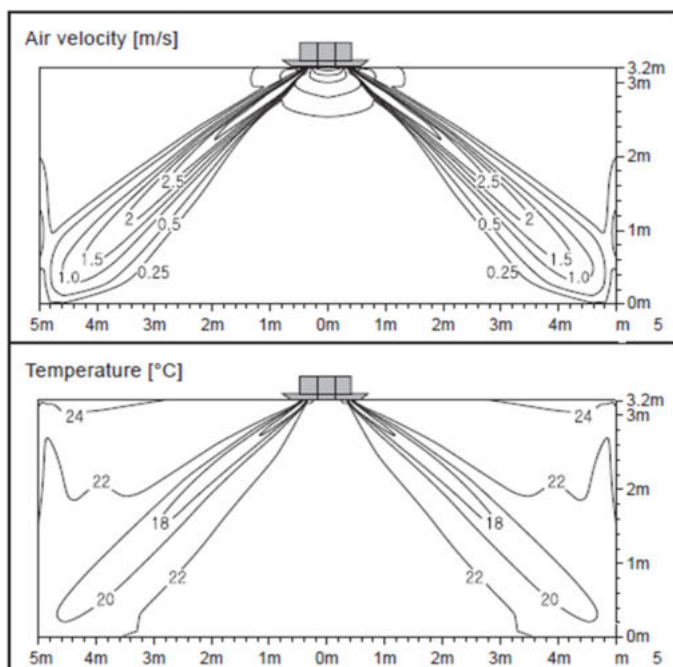 Air velocity [m/s]
3.2m
3m
2.5 2.5 2m
2 0.5 0.5 2
1m
1.5 1.5
1.0 0.25 0.25 1.0
0m
5m 4m 3m 2m 1m 0m 1m 2m 3m 4m m 5
Temperature [°C]
3.2m
24 24 3m
22 22 2m
18 18
22 22 1m
20 20
0m
5m 4m 3m 2m 1m 0m 1m 2m 3m 4m m 5